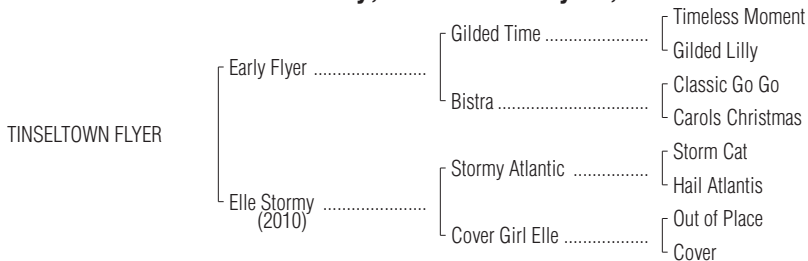 Timeless Moment
Gilded Time ......................
Gilded Lilly
Early Flyer ........................
Classic Go Go
Bistra ................................
Carols Christmas
TINSELTOWN FLYER
Storm Cat
Stormy Atlantic ................
Hail Atlantis
Elle Stormy ......................
(2010)
Out of Place
Cover Girl Elle ..................
Cover